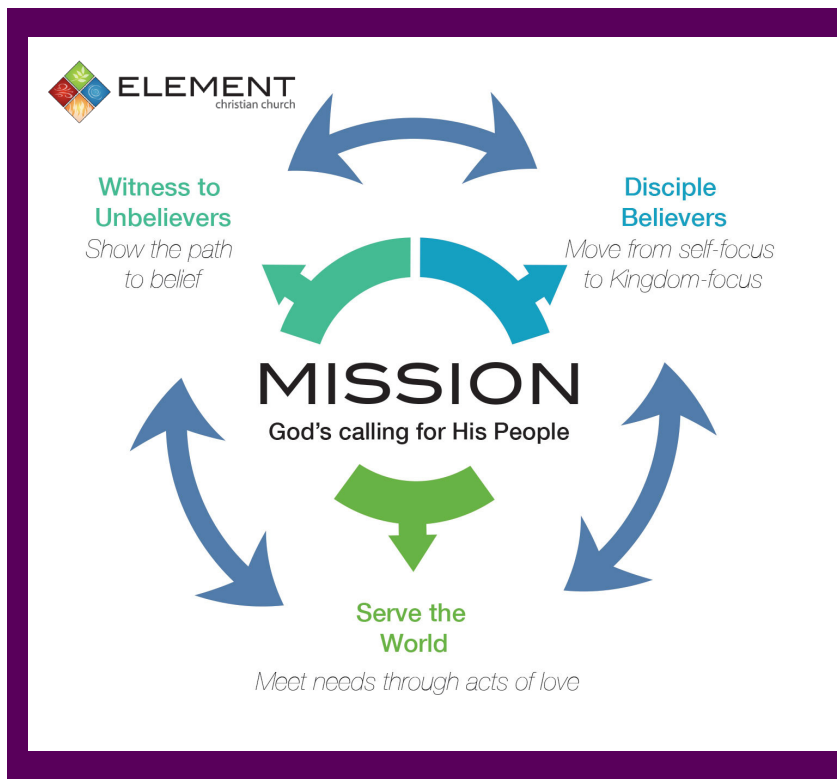 ELEMENT
christian church
Witness to
Unbelievers
Show the path
to belief
Disciple
Believers
Move from self-focus
to Kingdom-focus
MISSION
God's calling for His People
Serve the
World
Meet needs through acts of love